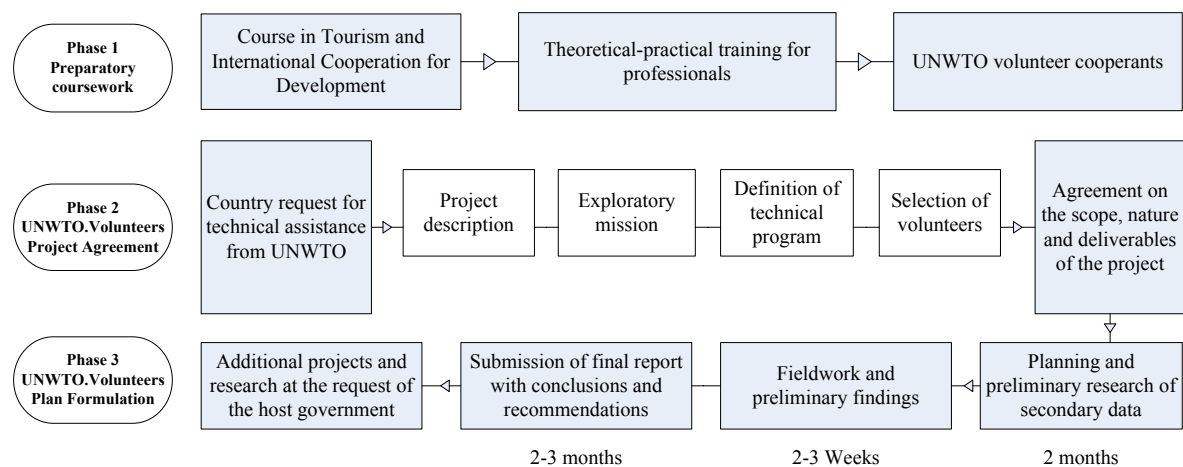 Phase 1
Preparatory
coursework
Course in Tourism and
International Cooperation for
Development
Theoretical-practical training for
professionals
UNWTO volunteer cooperants
Phase 2
UNWTO.Volunteers
Project Agreement
Country request for
technical assistance
from UNWTO
Project
description
Exploratory
mission
Definition of
technical
program
Selection of
volunteers
Agreement on
the scope, nature
and deliverables
of the project
Phase 3
UNWTO.Volunteers
Plan Formulation
Additional projects and
research at the request of
the host government
Submission of final report
with conclusions and
recommendations
Fieldwork and
preliminary findings
Planning and
preliminary research of
secondary data
2-3 months
2-3 Weeks
2 months